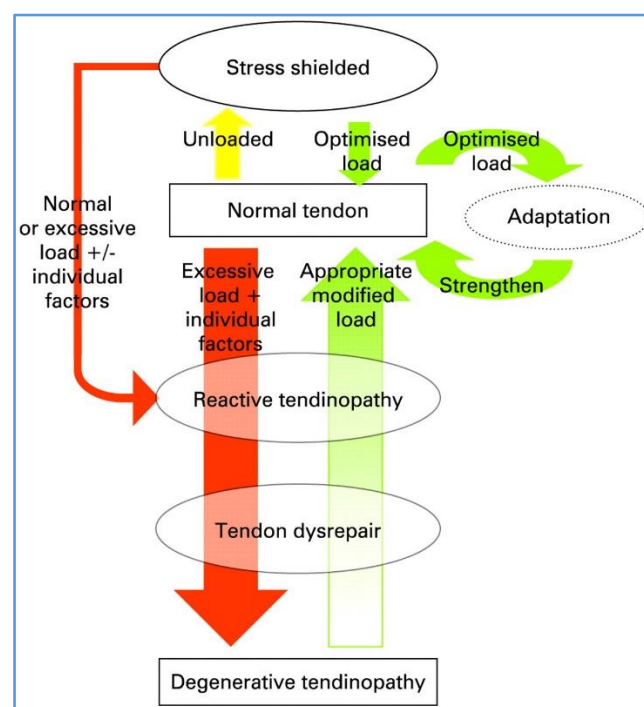 Stress shielded
Unloaded
Optimised
load
Optimised
load
Normal tendon
Adaptation
Normal
or excessive
load +/-
individual
factors
Excessive
load +
individual
factors
Appropriate
modified
load
Strengthen
Reactive tendinopathy
Tendon dysrepair
Degenerative tendinopathy